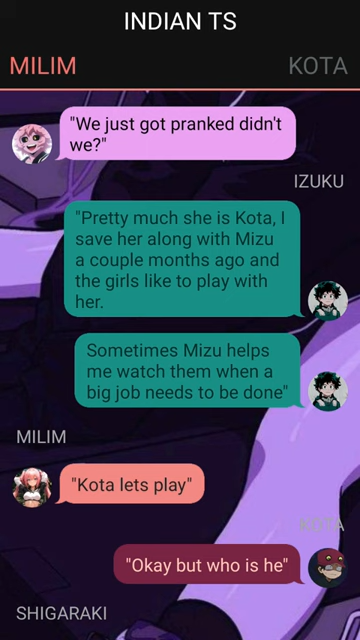 INDIAN TS
MILIM
KOTA
"We just got pranked didn't
we?"
IZUKU
"Pretty much she is Kota, I
save her along with Mizu
a couple months ago and
the girls like to play with
her.
Sometimes Mizu helps
me watch them when a
big job needs to be done"
MILIM
"Kota lets play"
KOTA
"Okay but who is he"
SHIGARAKI